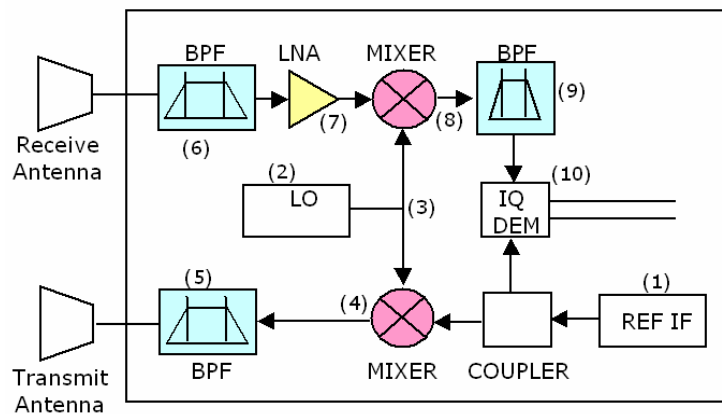 BPF
LNA
MIXER
BPF
(9)
(6)
(7)
(8)
Receive
Antenna
(2)
LO
(3)
(10)
IQ
DEM
(5)
(4)
(1)
REF IF
BPF
MIXER
COUPLER
Transmit
Antenna